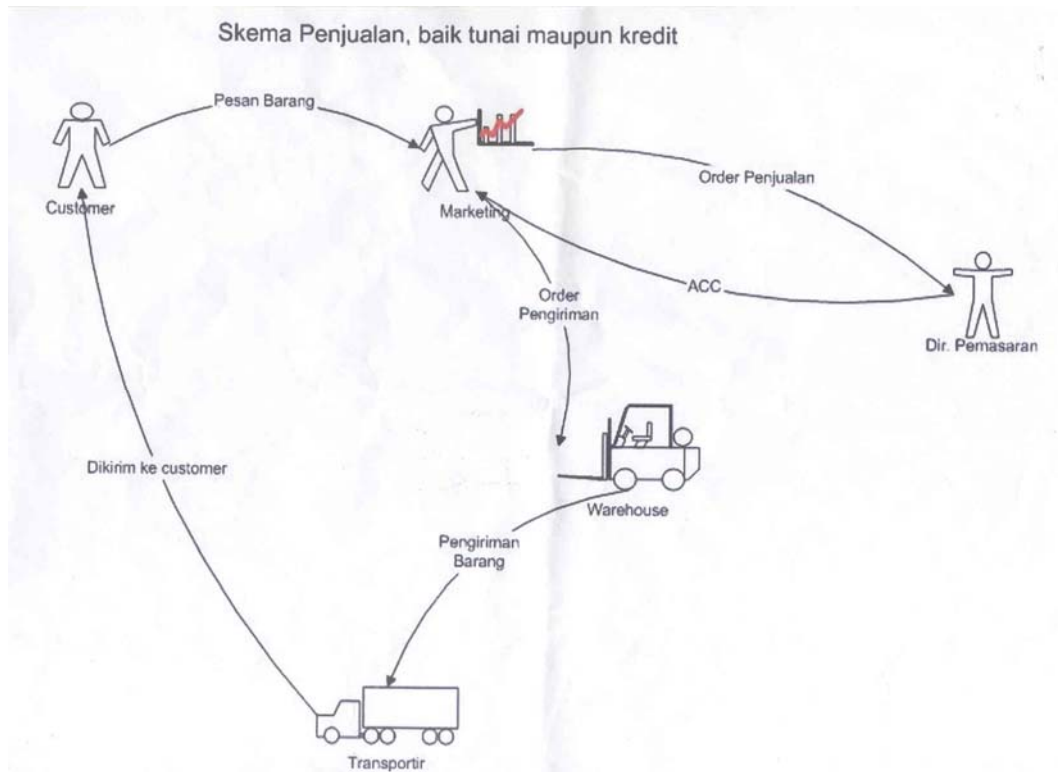 Skema Penjualan, baik tunai maupun kredit
Pesan Barang
Customer
Marketing
Order Penjualan
ACC
Order
Pengiriman
Dir. Pemasaran
Dikirim ke customer
Warehouse
Pengiriman
Barang
Transportir